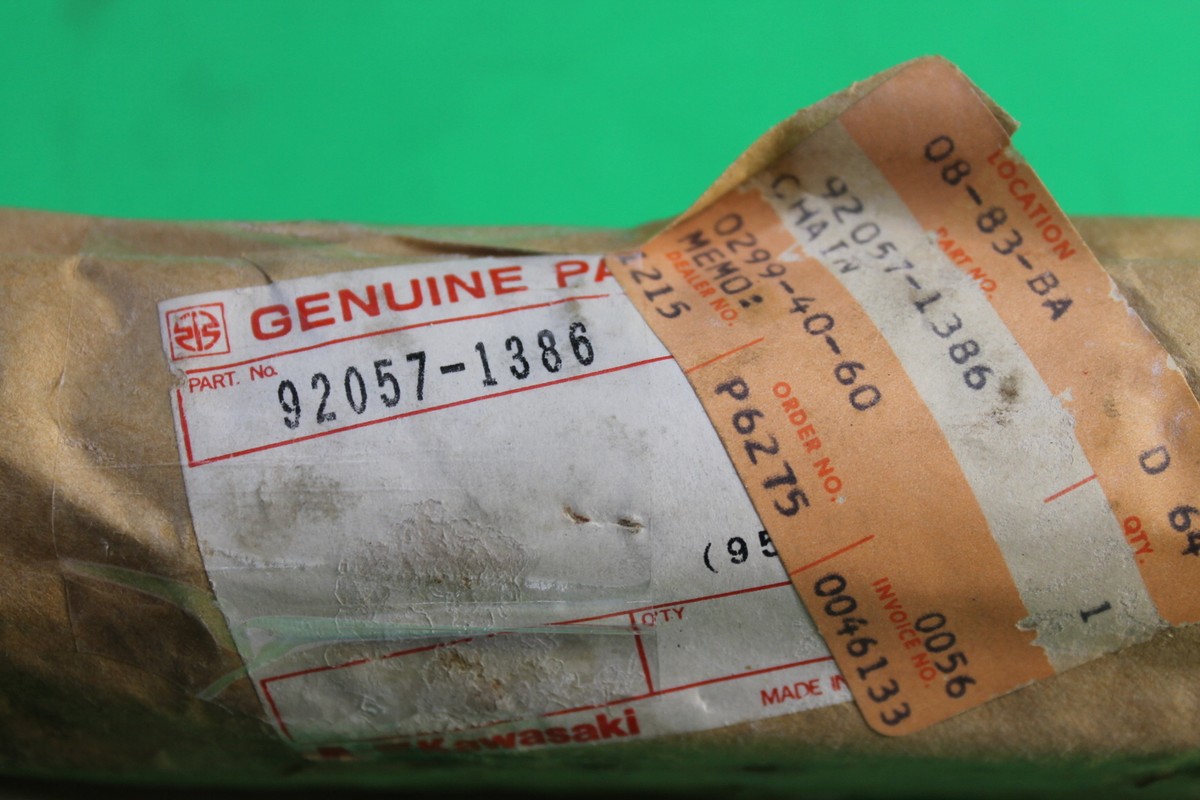 GENUINE PA
PART. No.
92057-1386
(95
Q'TY
MADE IN
Kawasaki
LOCATION
08-83-BA
D 64
PART NO.
QTY.
92057-1386
1
CHAIN
0299-40-60
0056
MEMO:
ORDER NO.
INVOICE NO.
DEALER NO.
P6275
0046133
1215